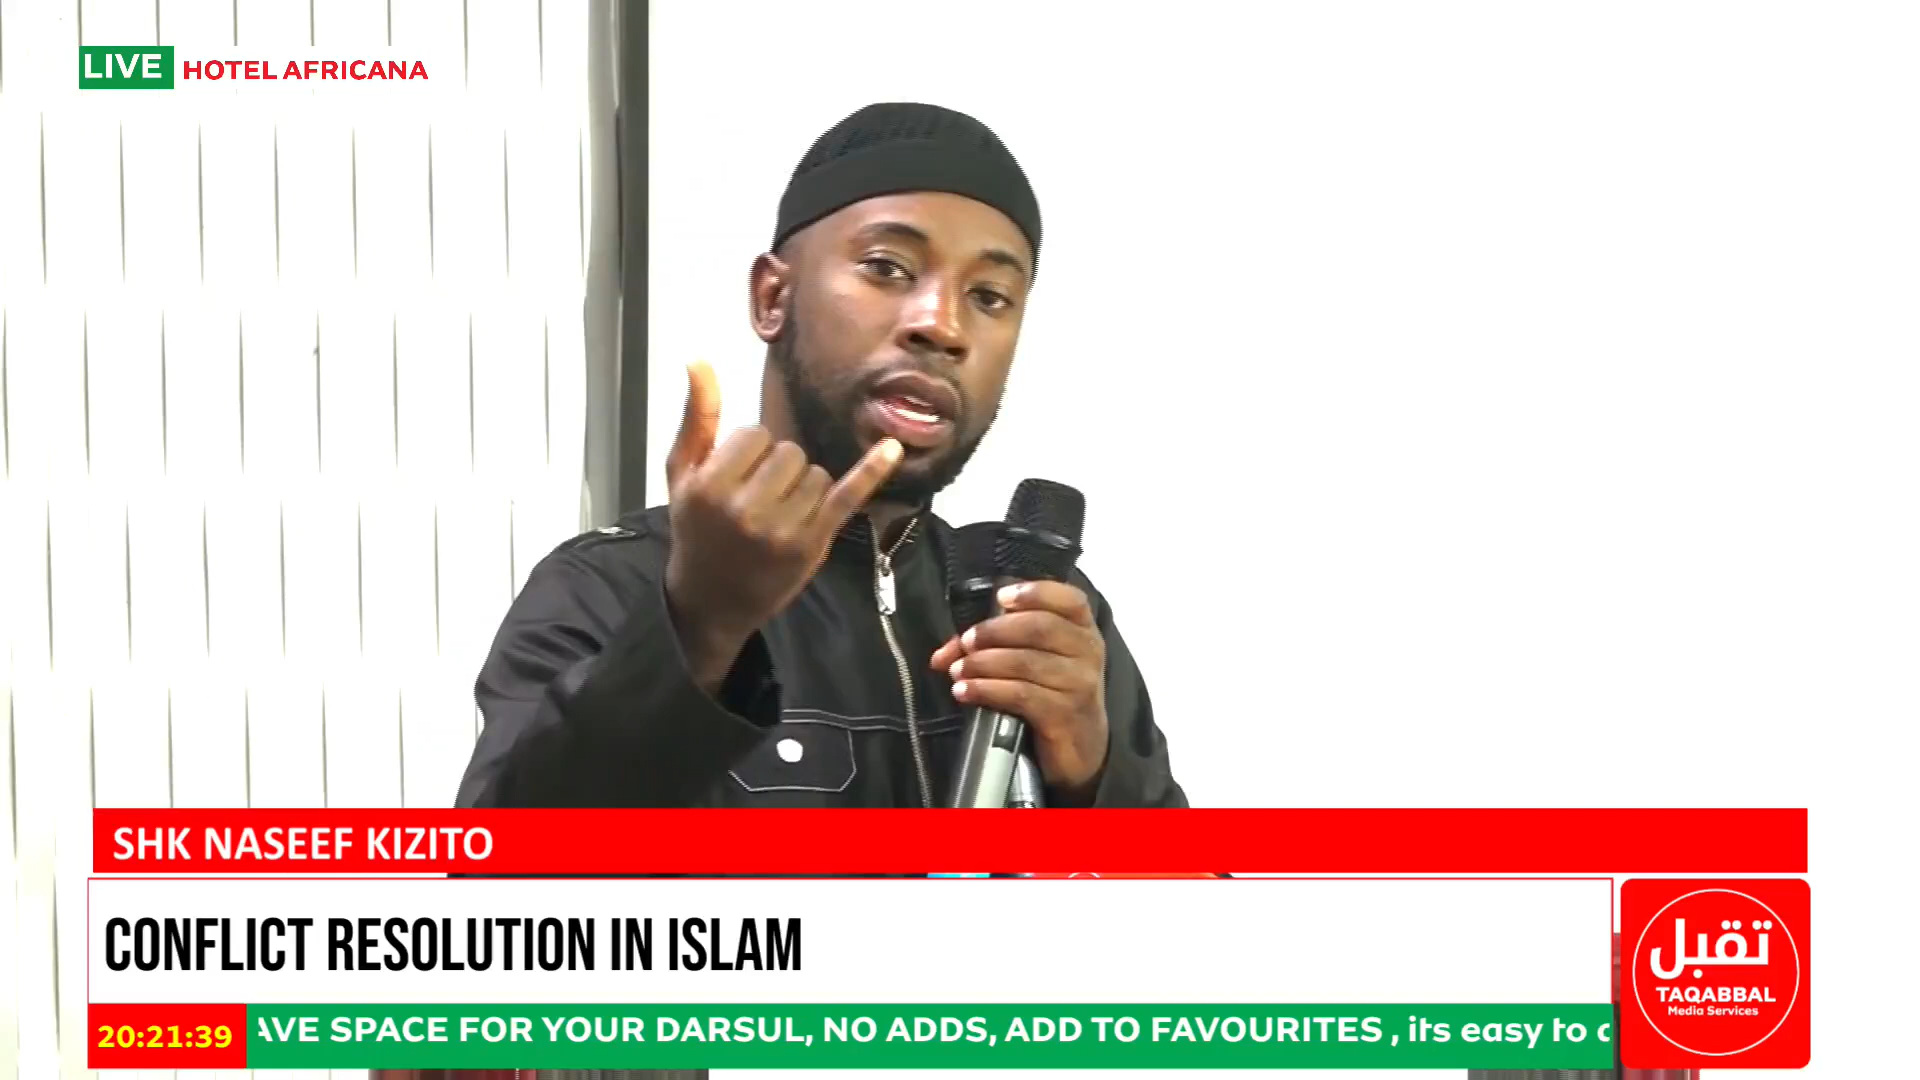 LIVE HOTEL AFRICANA
SHK NASEEF KIZITO
CONFLICT RESOLUTION IN ISLAM
تقبل
TAQABBAL
Media Services
20:21:39
SPACE FOR YOUR DARSUL, NO ADDS, ADD TO FAVOURITES , its easy to